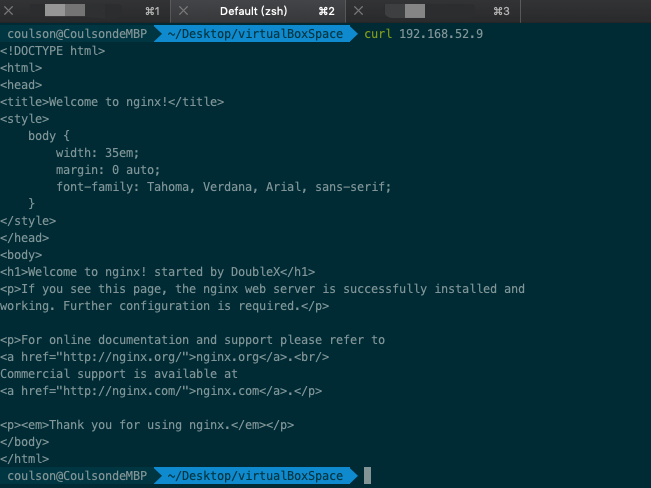 ⌘1 Default (zsh) ⌘2 ⌘3
coulson@CoulsondeMBP ~/Desktop/virtualBoxSpace curl 192.168.52.9
<!DOCTYPE html>
<html>
<head>
<title>Welcome to nginx!</title>
<style>
    body {
        width: 35em;
        margin: 0 auto;
        font-family: Tahoma, Verdana, Arial, sans-serif;
    }
</style>
</head>
<body>
<h1>Welcome to nginx! started by DoubleX</h1>
<p>If you see this page, the nginx web server is successfully installed and
working. Further configuration is required.</p>

<p>For online documentation and support please refer to
<a href="http://nginx.org/">nginx.org</a>.<br/>
Commercial support is available at
<a href="http://nginx.com/">nginx.com</a>.</p>

<p><em>Thank you for using nginx.</em></p>
</body>
</html>
coulson@CoulsondeMBP ~/Desktop/virtualBoxSpace